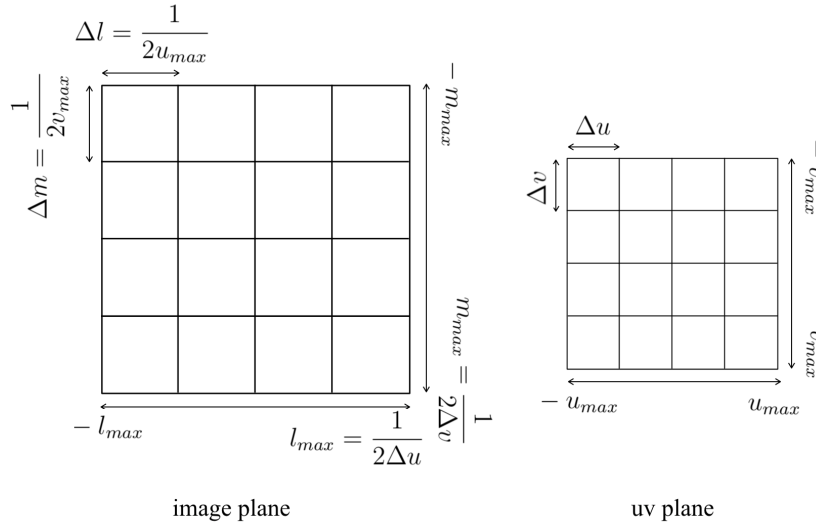 Δl = 1/(2u_max)
Δm = 1/(2v_max)
-m_max
m_max = 1/(2Δv)
-l_max
l_max = 1/(2Δu)
image plane
Δu
Δv
v_max
-u_max
u_max
uv plane